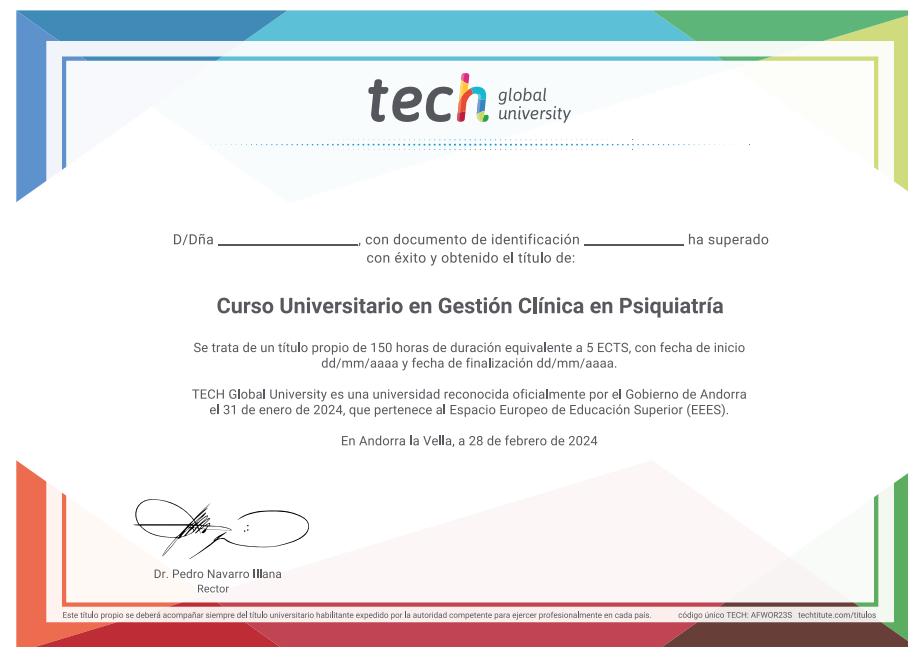 tech global university
D/Dña ____________________, con documento de identificación ______________ ha superado
con éxito y obtenido el título de:
Curso Universitario en Gestión Clínica en Psiquiatría
Se trata de un título propio de 150 horas de duración equivalente a 5 ECTS, con fecha de inicio
dd/mm/aaaa y fecha de finalización dd/mm/aaaa.
TECH Global University es una universidad reconocida oficialmente por el Gobierno de Andorra
el 31 de enero de 2024, que pertenece al Espacio Europeo de Educación Superior (EEES).
En Andorra la Vella, a 28 de febrero de 2024
Dr. Pedro Navarro Illana
Rector
Este título propio se deberá acompañar siempre del título universitario habilitante expedido por la autoridad competente para ejercer profesionalmente en cada país. código único TECH: AFWOR23S techtitute.com/titulos